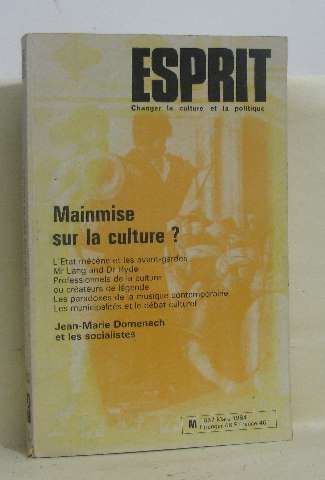 ESPRIT
Changer la culture et la politique
Mainmise
sur la culture ?
L'Etat mécène et les avant-gardes
Mr Lang and Dr Hyde
Professionnels de la culture
ou créateurs de légende
Les paradoxes de la musique contemporaine
Les municipalités et le débat culturel
Jean-Marie Domenach
et les socialistes
M
Mars 1984